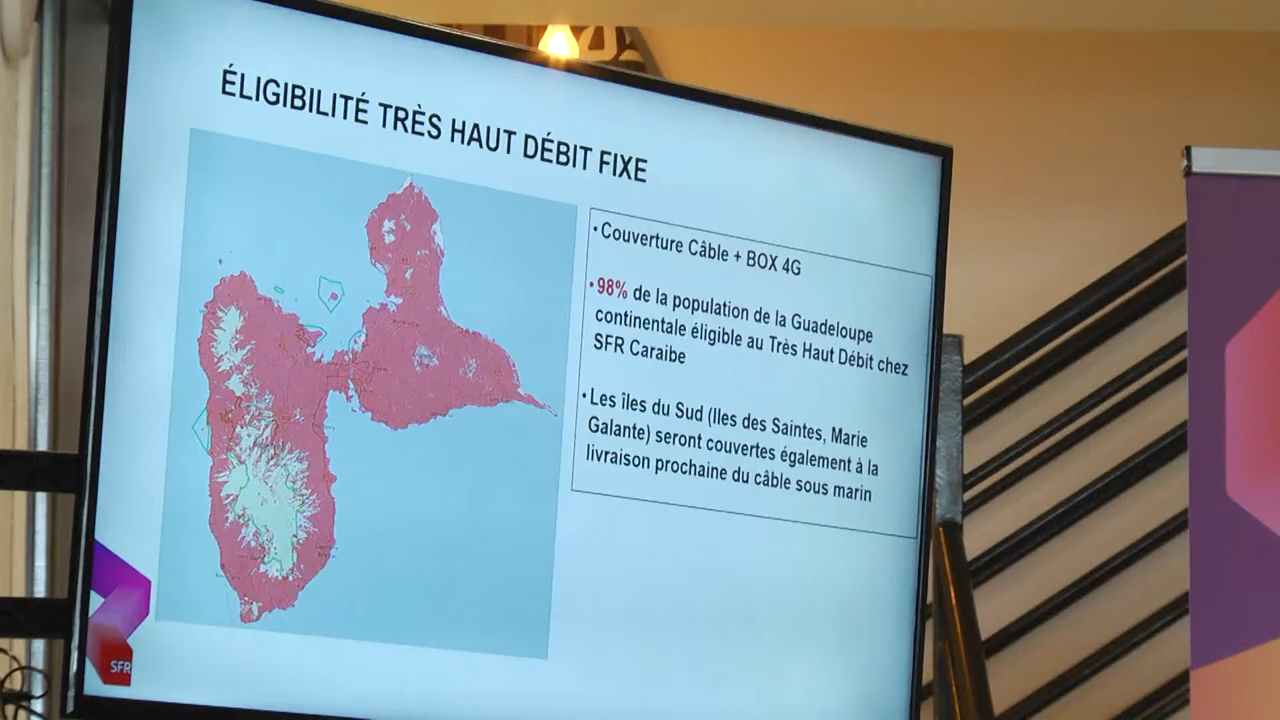 ÉLIGIBILITÉ TRÈS HAUT DÉBIT FIXE
•Couverture Câble + BOX 4G
•98% de la population de la Guadeloupe
continentale éligible au Très Haut Débit chez
SFR Caraibe
•Les îles du Sud (Iles des Saintes, Marie
Galante) seront couvertes également à la
livraison prochaine du câble sous marin
SFR